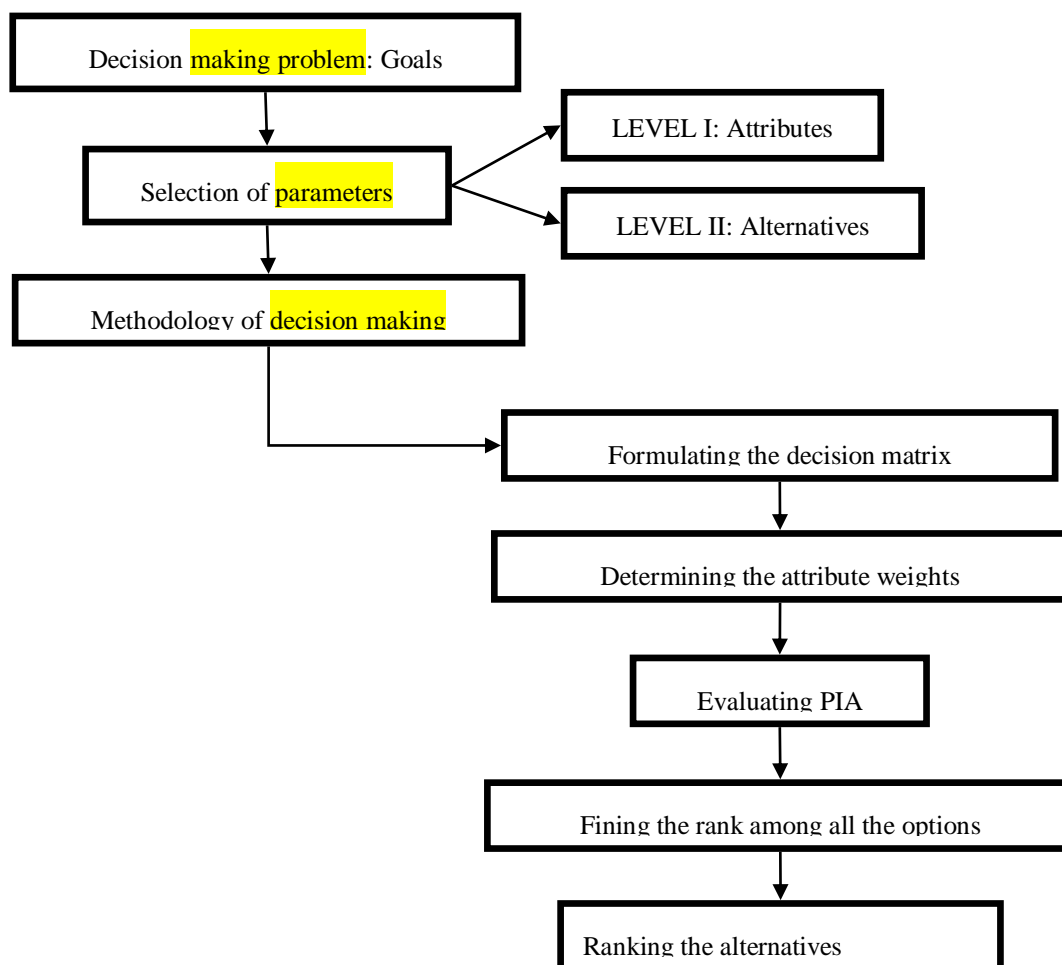 Decision making problem: Goals
LEVEL I: Attributes
Selection of parameters
LEVEL II: Alternatives
Methodology of decision making
Formulating the decision matrix
Determining the attribute weights
Evaluating PIA
Fining the rank among all the options
Ranking the alternatives